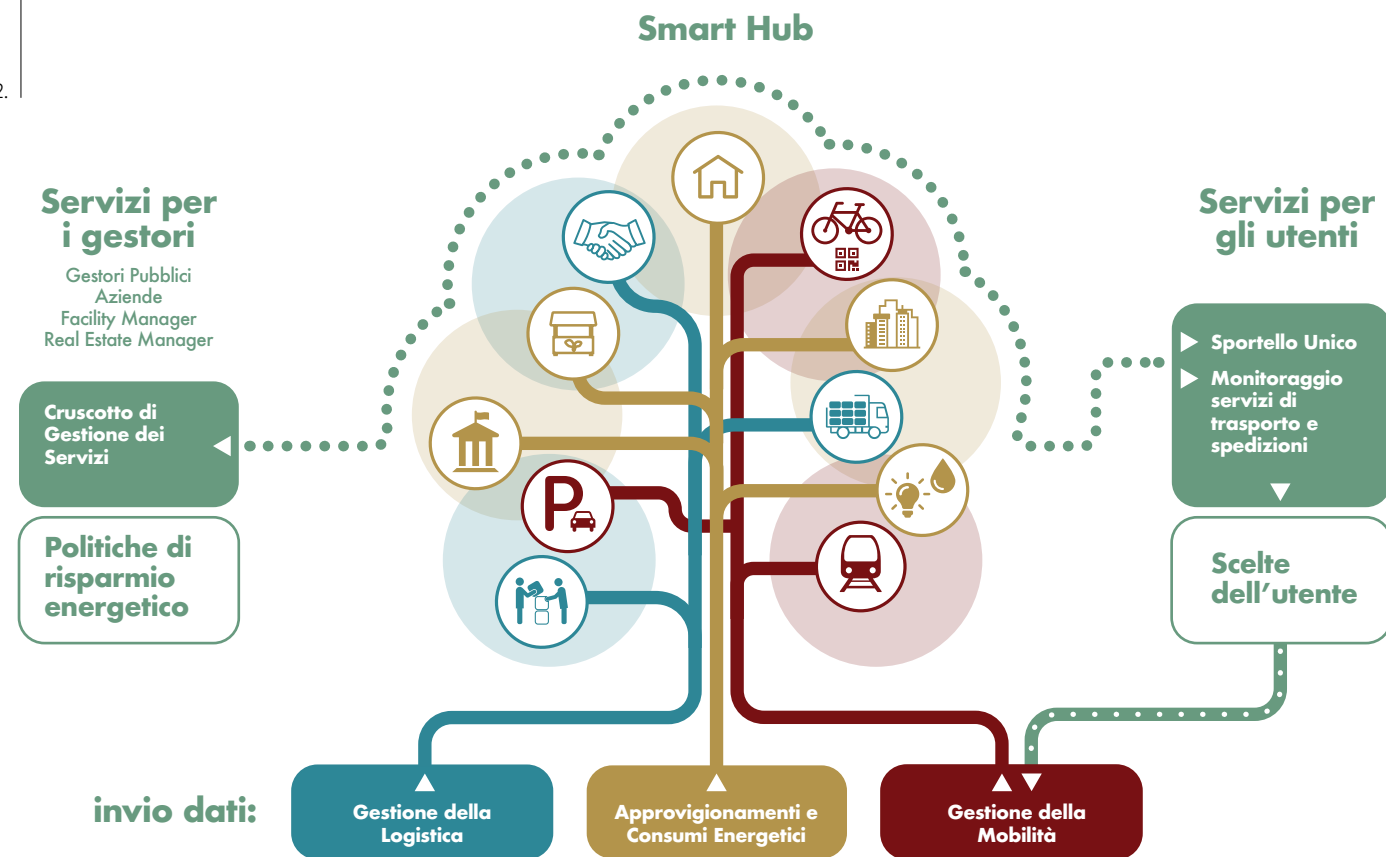 Smart Hub
2.
Servizi per
i gestori
Gestori Pubblici
Aziende
Facility Manager
Real Estate Manager
Cruscotto di
Gestione dei
Servizi
Politiche di
risparmio
energetico
P
Servizi per
gli utenti
Sportello Unico
Monitoraggio
servizi di
trasporto e
spedizioni
Scelte
dell’utente
invio dati:
Gestione della
Logistica
Approvigionamenti e
Consumi Energetici
Gestione della
Mobilità